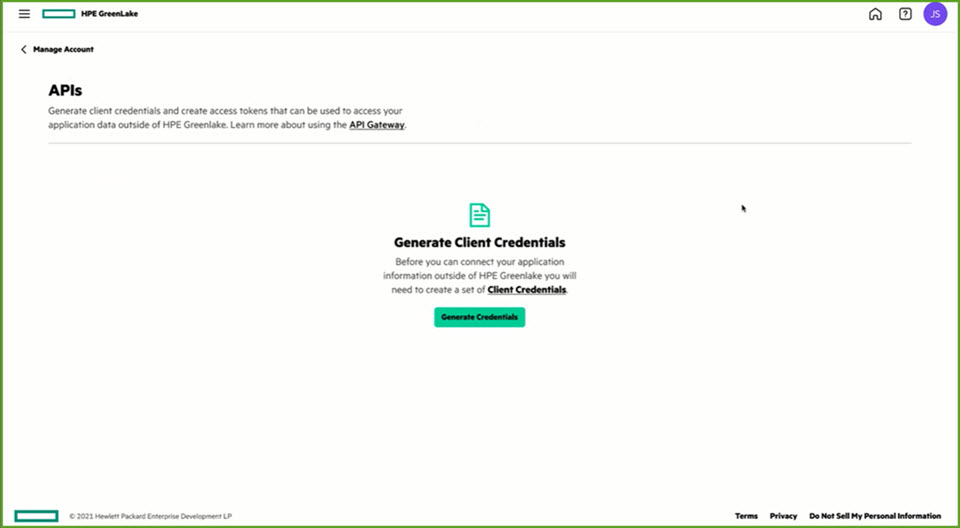 HPE GreenLake
?
JS
Manage Account
APIs
Generate client credentials and create access tokens that can be used to access your
application data outside of HPE Greenlake. Learn more about using the API Gateway.
Generate Client Credentials
Before you can connect your application
information outside of HPE Greenlake you will
need to create a set of Client Credentials.
Generate Credentials
© 2021 Hewlett Packard Enterprise Development LP
Terms Privacy Do Not Sell My Personal Information